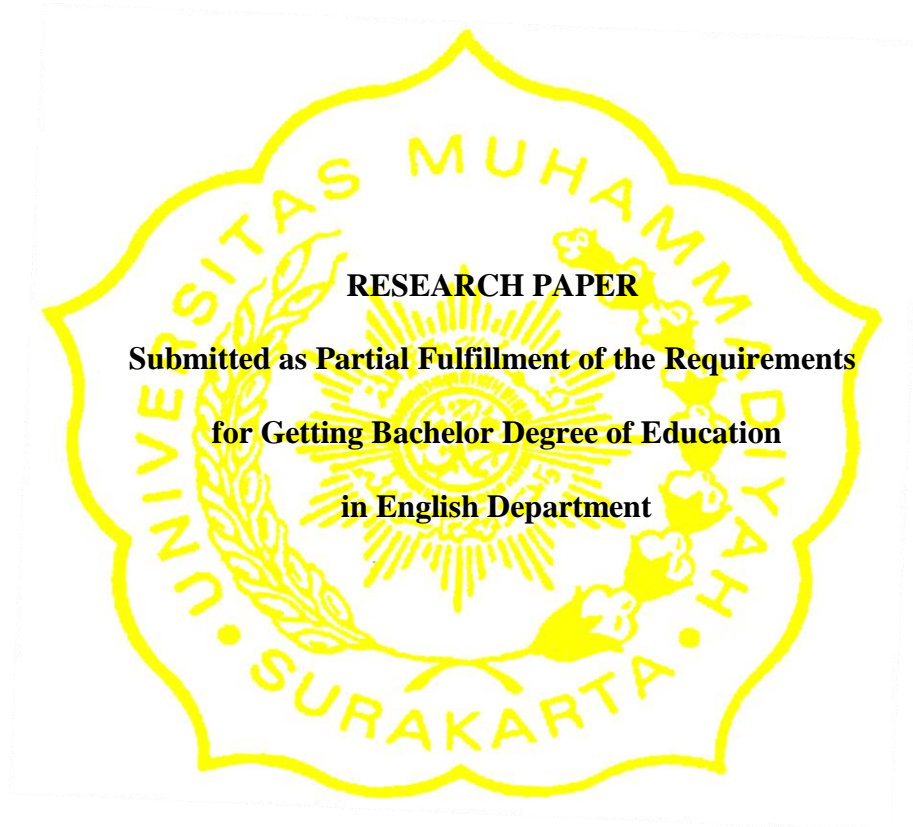 UNIVERSITAS MUHAMMADIYAH
RESEARCH PAPER
Submitted as Partial Fulfillment of the Requirements
for Getting Bachelor Degree of Education
in English Department
SURAKARTA